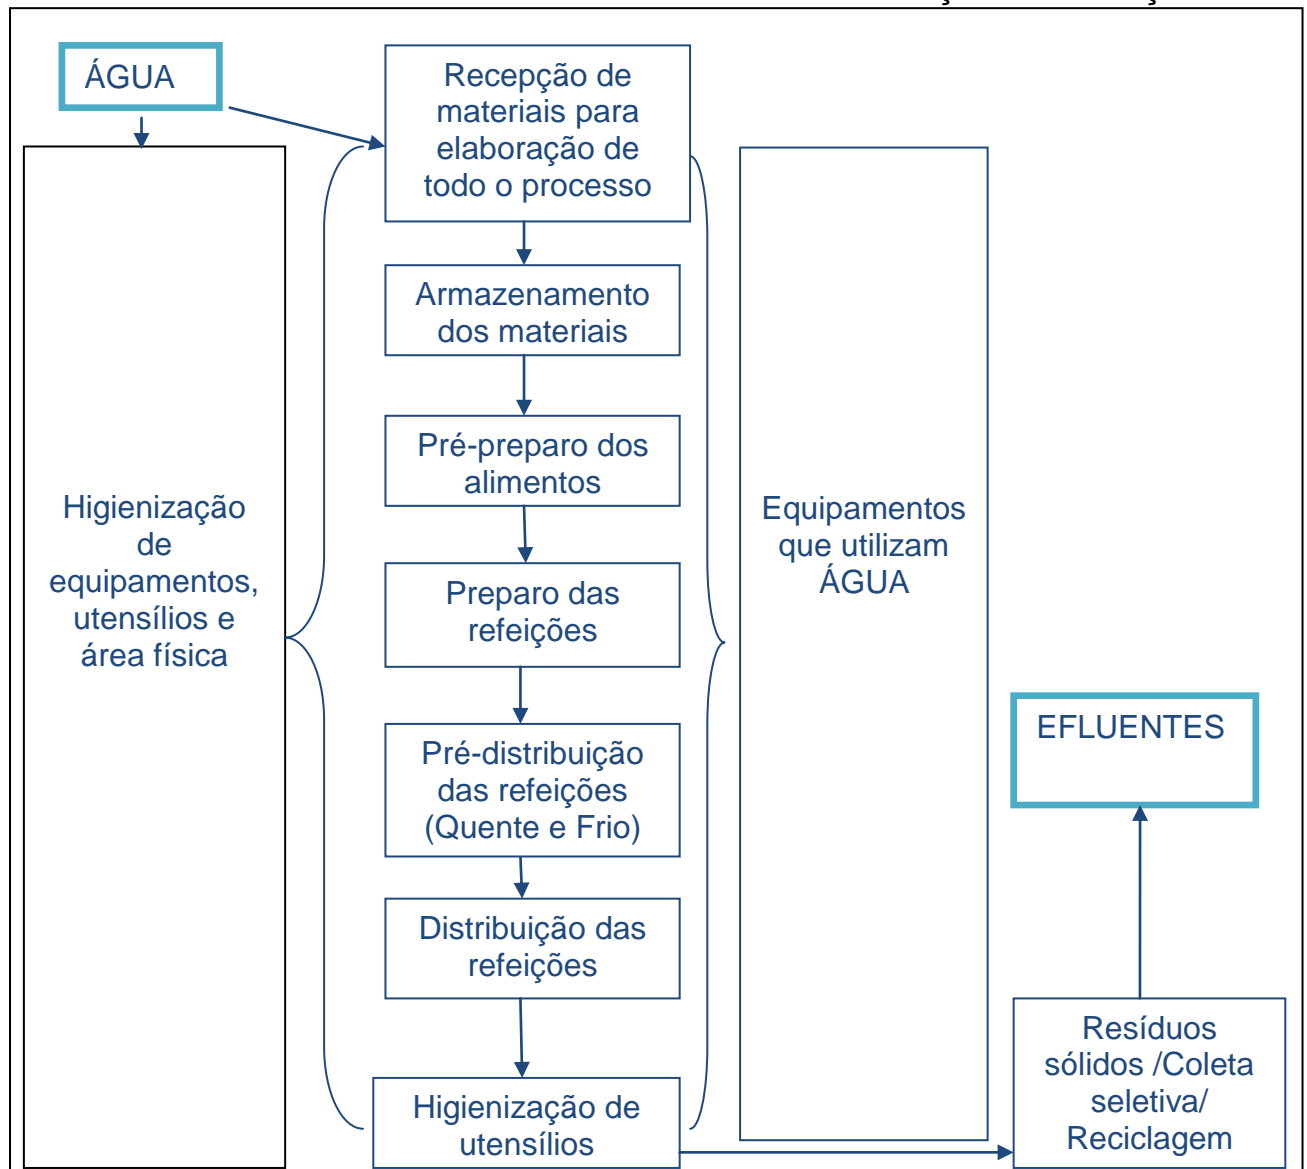 ÁGUA
Recepção de
materiais para
elaboração de
todo o processo
Armazenamento
dos materiais
Pré-preparo dos
alimentos
Higienização
de
equipamentos,
utensílios e
área física
Equipamentos
que utilizam
ÁGUA
Preparo das
refeições
Pré-distribuição
das refeições
(Quente e Frio)
EFLUENTES
Distribuição das
refeições
Higienização de
utensílios
Resíduos
sólidos /Coleta
seletiva/
Reciclagem